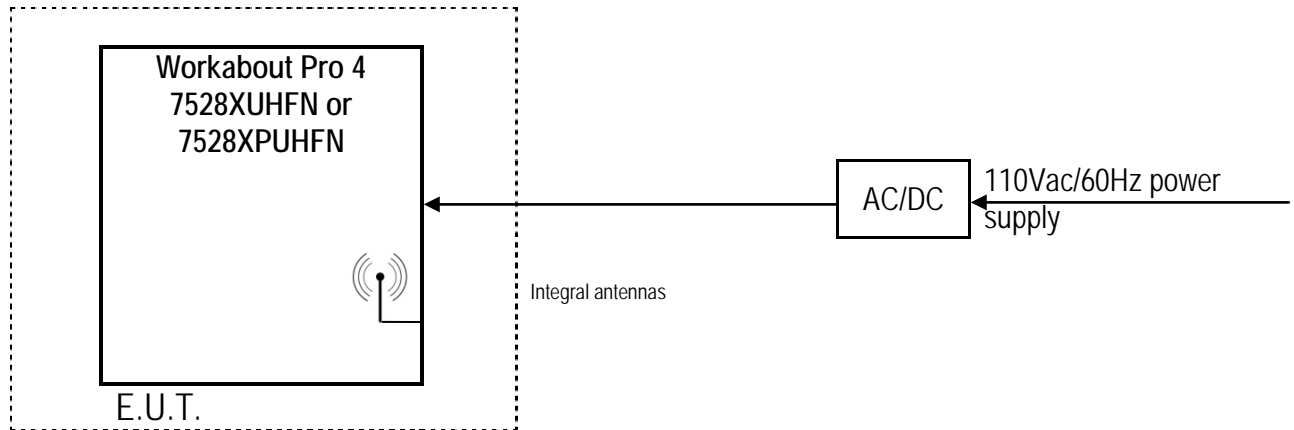 Workabout Pro 4
7528XUHFN or
7528XPUHFN
AC/DC
110Vac/60Hz power
supply
Integral antennas
E.U.T.